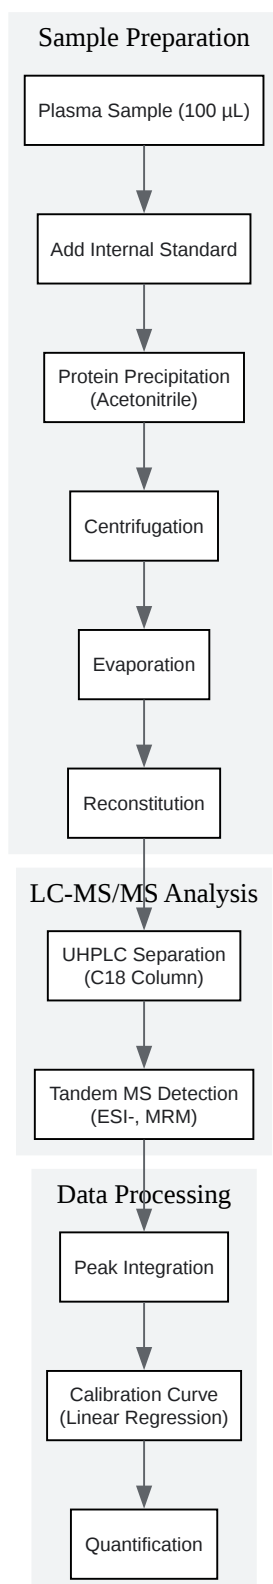 Sample Preparation
Plasma Sample (100 µL)
Add Internal Standard
Protein Precipitation
(Acetonitrile)
Centrifugation
Evaporation
Reconstitution
LC-MS/MS Analysis
UHPLC Separation
(C18 Column)
Tandem MS Detection
(ESI-, MRM)
Data Processing
Peak Integration
Calibration Curve
(Linear Regression)
Quantification